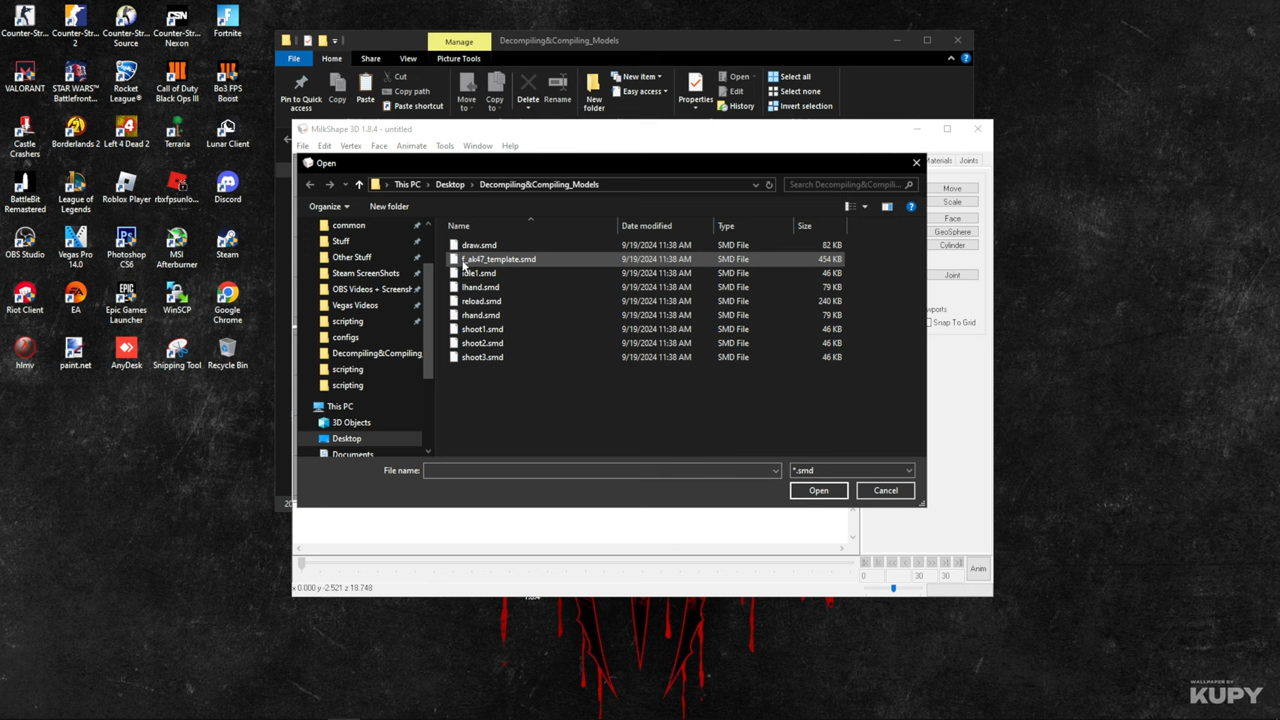 Counter-Str...
Counter-Str... 2
Counter-Str... Source
Counter-Str... Nexon
Fortnite
VALORANT
STAR WARS™ Battlefront...
Rocket League®
Call of Duty Black Ops III
Bo3 FPS Boost
Castle Crashers
Borderlands 2
Left 4 Dead 2
Terraria
Lunar Client
BattleBit Remastered
League of Legends
Roblox Player
rbxfpsunlo...
Discord
OBS Studio
Vegas Pro 14.0
Photoshop CS6
MSI Afterburner
Steam
Riot Client
EA
Epic Games Launcher
WinSCP
Google Chrome
hlmv
paint.net
AnyDesk
Snipping Tool
Recycle Bin
Manage
Decompiling&Compiling_Models
File
Home
Share
View
Picture Tools
Pin to Quick access
Copy
Paste
Cut
Copy path
Paste shortcut
Move to
Copy to
Delete
Rename
New folder
New item
Easy access
Properties
Open
Edit
History
Select all
Select none
Invert selection
MilkShape 3D 1.8.4 - untitled
File Edit Vertex Face Animate Tools Window Help
Materials Joints
Open
This PC > Desktop > Decompiling&Compiling_Models
Search Decompiling&Compili...
Organize
New folder
common
Stuff
Other Stuff
Steam ScreenShots
OBS Videos + Screensh
Vegas Videos
scripting
configs
Decompiling&Compiling_
scripting
scripting
This PC
3D Objects
Desktop
Documents
Name Date modified Type Size
draw.smd 9/19/2024 11:38 AM SMD File 82 KB
f_ak47_template.smd 9/19/2024 11:38 AM SMD File 454 KB
idle1.smd 9/19/2024 11:38 AM SMD File 46 KB
lhand.smd 9/19/2024 11:38 AM SMD File 79 KB
reload.smd 9/19/2024 11:38 AM SMD File 240 KB
rhand.smd 9/19/2024 11:38 AM SMD File 79 KB
shoot1.smd 9/19/2024 11:38 AM SMD File 46 KB
shoot2.smd 9/19/2024 11:38 AM SMD File 46 KB
shoot3.smd 9/19/2024 11:38 AM SMD File 46 KB
File name:
*.smd
Open
Cancel
Move
Scale
Face
GeoSphere
Cylinder
Joint
wports
Snap To Grid
20
0 30 30
Anim
x 0.000 y -2.521 z 18.748
WALLPAPER BY
KUPY